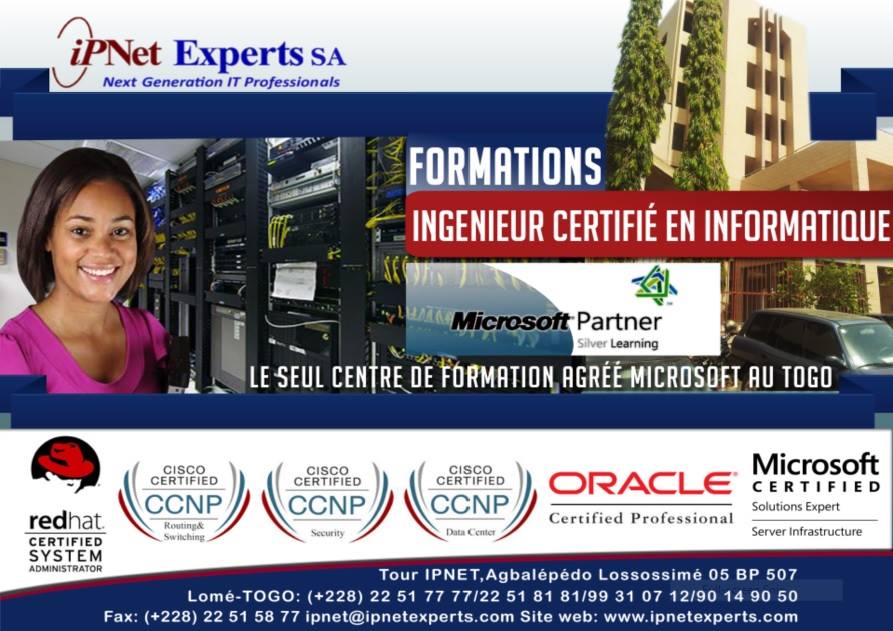 iPNet Experts SA
Next Generation IT Professionals
FORMATIONS
INGENIEUR CERTIFIÉ EN INFORMATIQUE
Microsoft Partner
Silver Learning
LE SEUL CENTRE DE FORMATION AGRÉÉ MICROSOFT AU TOGO
redhat.
CERTIFIED
SYSTEM
ADMINISTRATOR
CISCO
CERTIFIED
CCNP
Routing&
Switching
CISCO
CERTIFIED
CCNP
Security
CISCO
CERTIFIED
CCNP
Data Center
ORACLE
Certified Professional
Microsoft
CERTIFIED
Solutions Expert
Server Infrastructure
Tour IPNET,Agbalépédo Lossossimé 05 BP 507
Lomé-TOGO: (+228) 22 51 77 77/22 51 81 81/99 31 07 12/90 14 90 50
Fax: (+228) 22 51 58 77 ipnet@ipnetexperts.com Site web: www.ipnetexperts.com